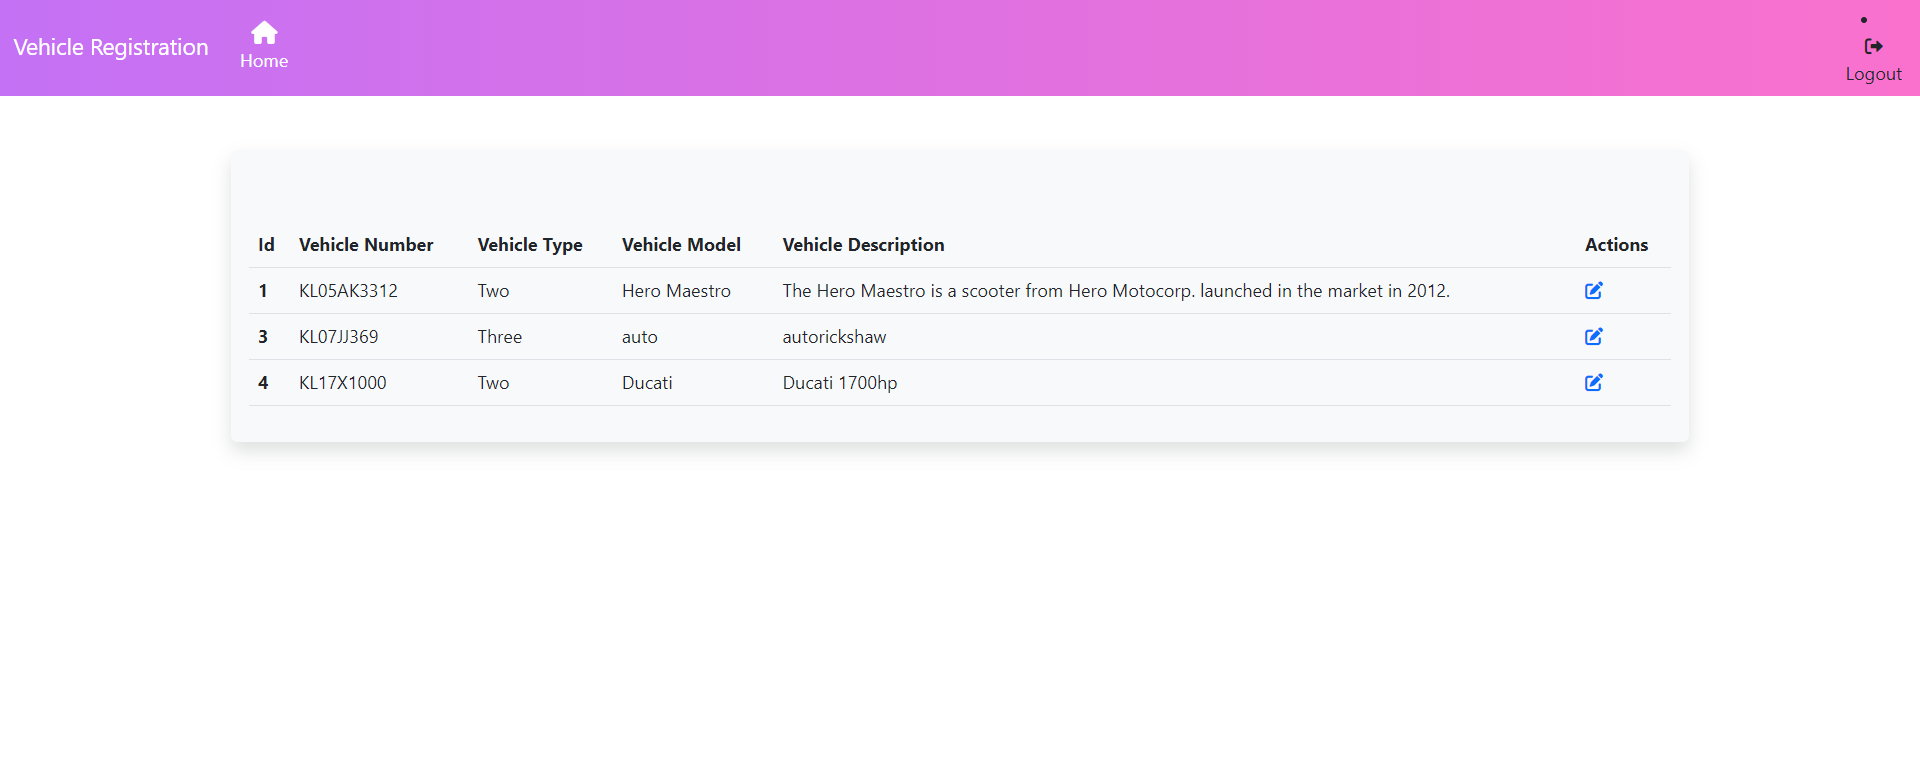 Vehicle Registration
Home
Logout
Id Vehicle Number Vehicle Type Vehicle Model Vehicle Description Actions
1 KL05AK3312 Two Hero Maestro The Hero Maestro is a scooter from Hero Motocorp. launched in the market in 2012.
3 KL07JJ369 Three auto autorickshaw
4 KL17X1000 Two Ducati Ducati 1700hp